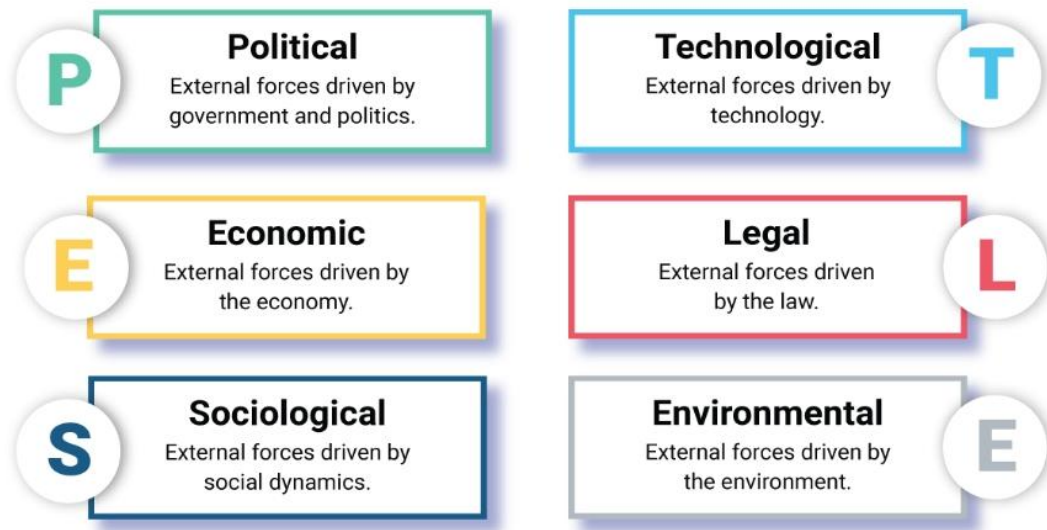 P
Political
External forces driven by
government and politics.
E
Economic
External forces driven by
the economy.
S
Sociological
External forces driven by
social dynamics.
Technological
External forces driven by
technology.
T
Legal
External forces driven
by the law.
L
Environmental
External forces driven by
the environment.
E